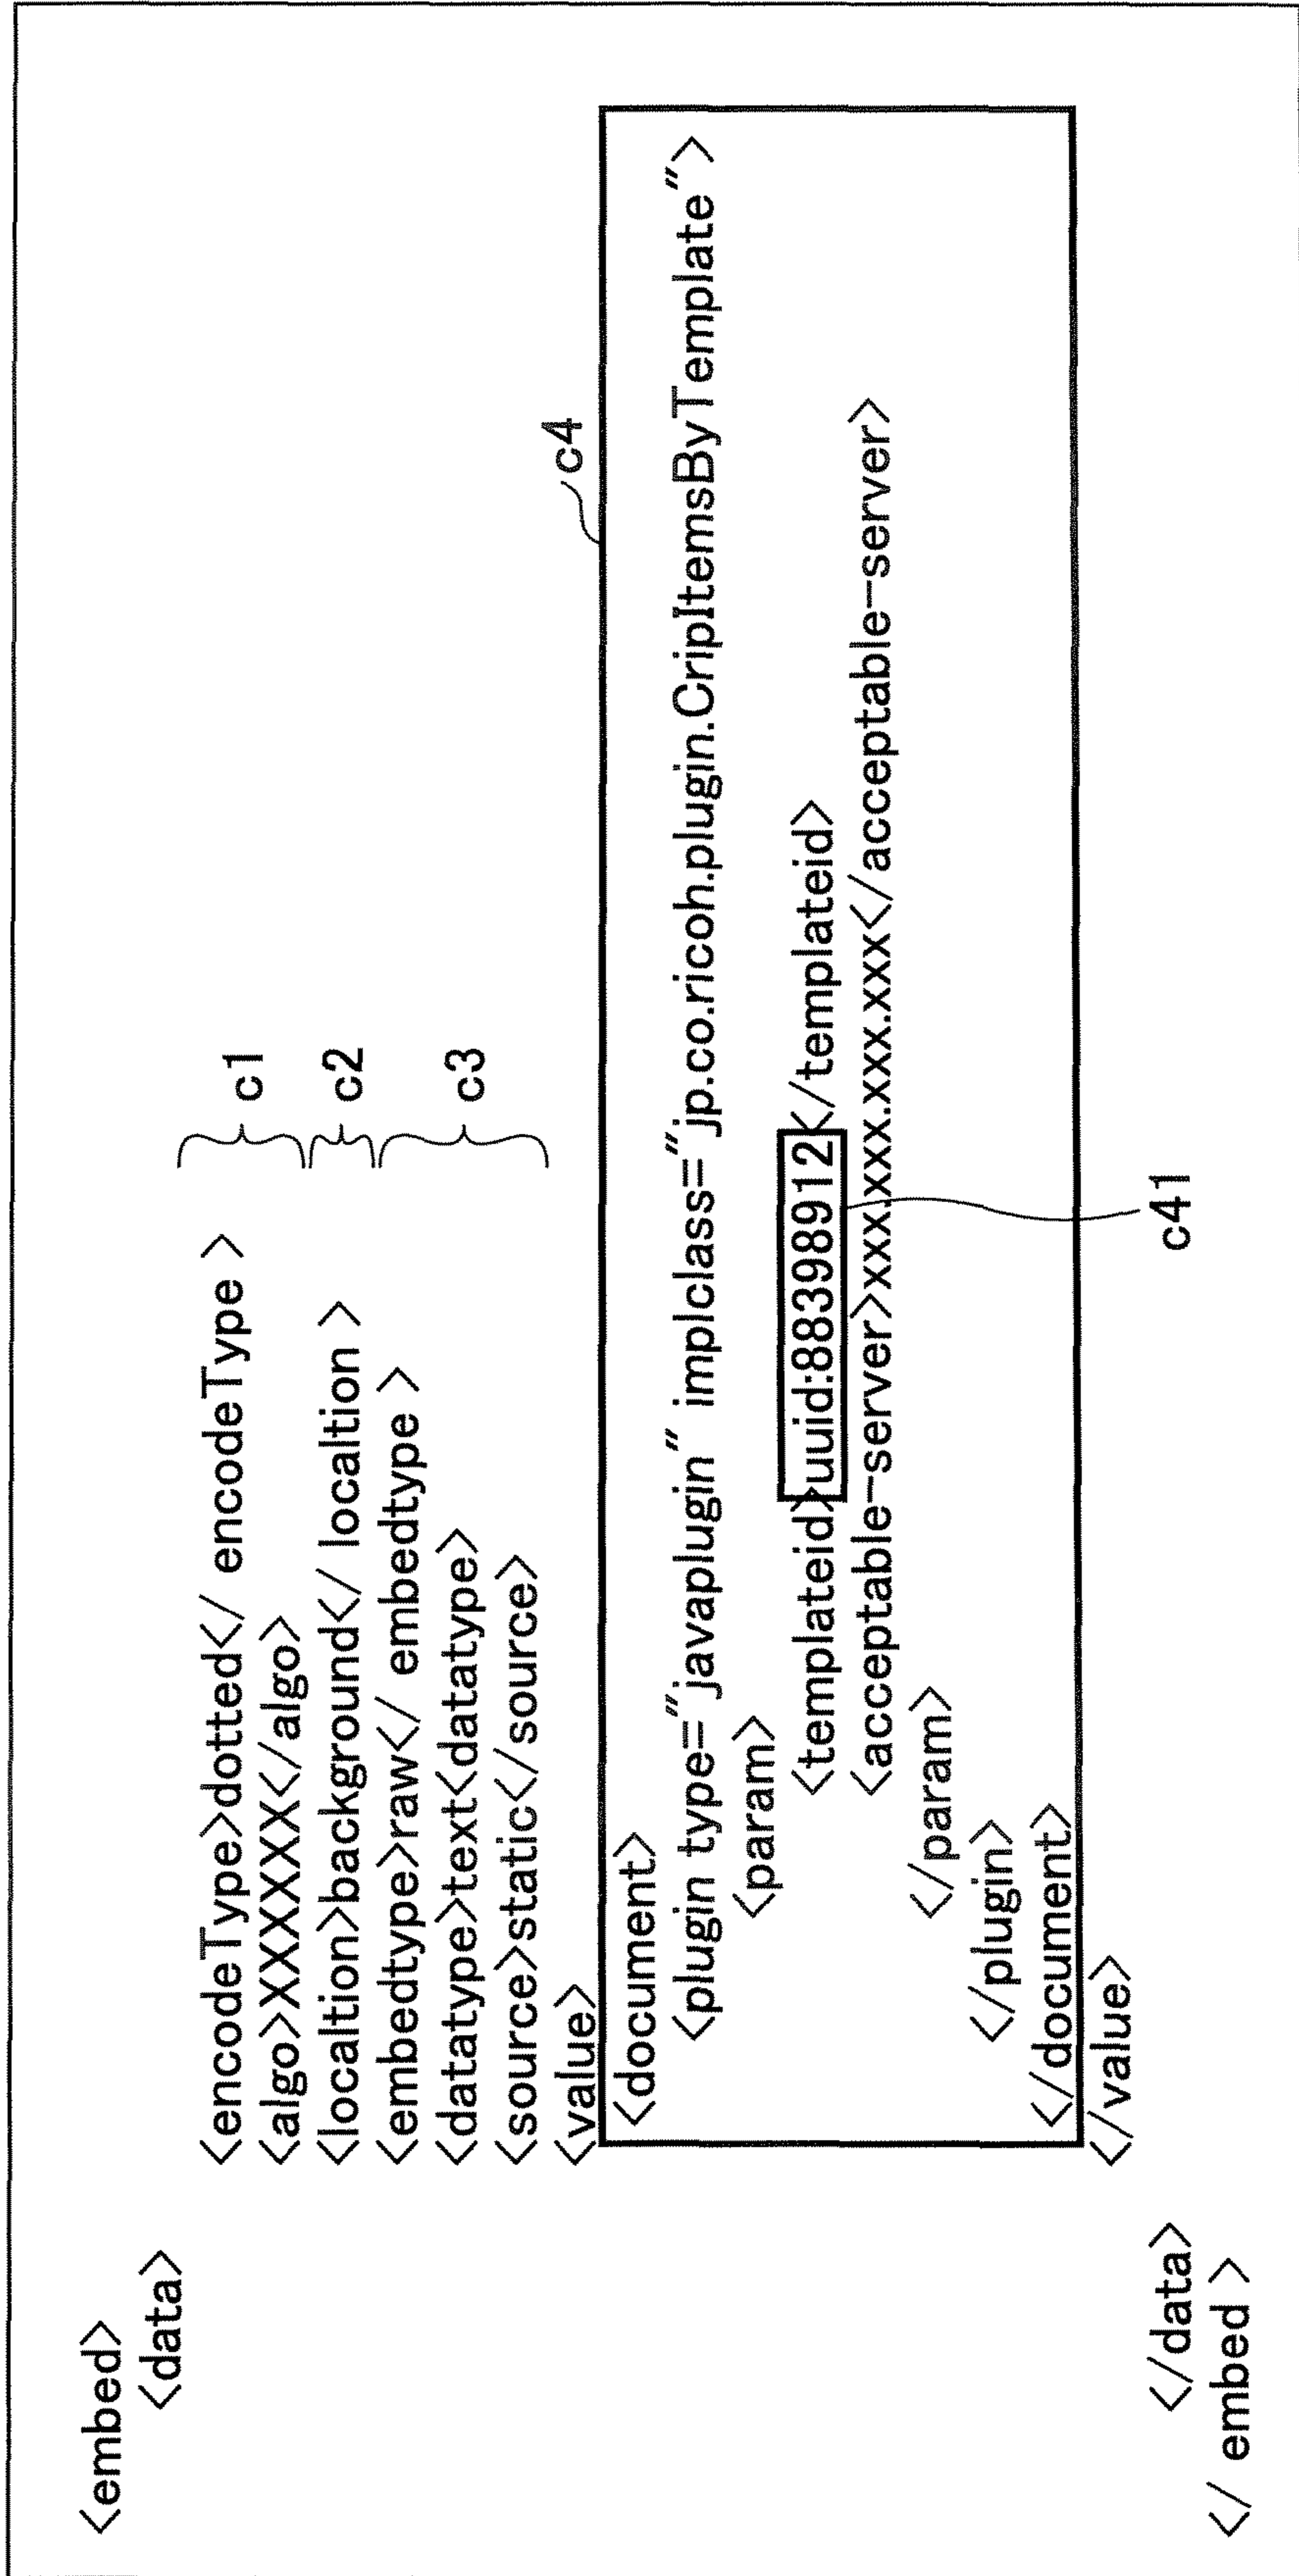 <embed>
<data>
<encodeType>dotted</ encodeType >
<algo>XXXXXX</algo>
c1
<localtion>background</ localtion >
c2
<embedtype>raw</ embedtype >
<datatype>text<datatype>
<source>static</source>
c3
<value>
c4
<document>
<plugin type="javaplugin" implclass="jp.co.ricoh.plugin.CripItemsByTemplate">
<param>
<templateid>uuid:88398912</templateid>
<acceptable-server>xxx.xxx.xxx.xxx</acceptable-server>
</param>
</plugin>
</document>
c41
</value>
</data>
</ embed >